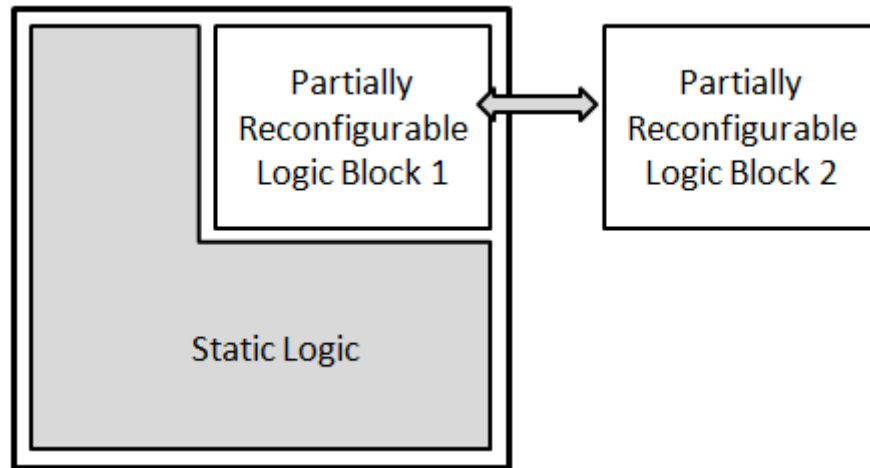 Partially
Reconfigurable
Logic Block 1
Partially
Reconfigurable
Logic Block 2
Static Logic